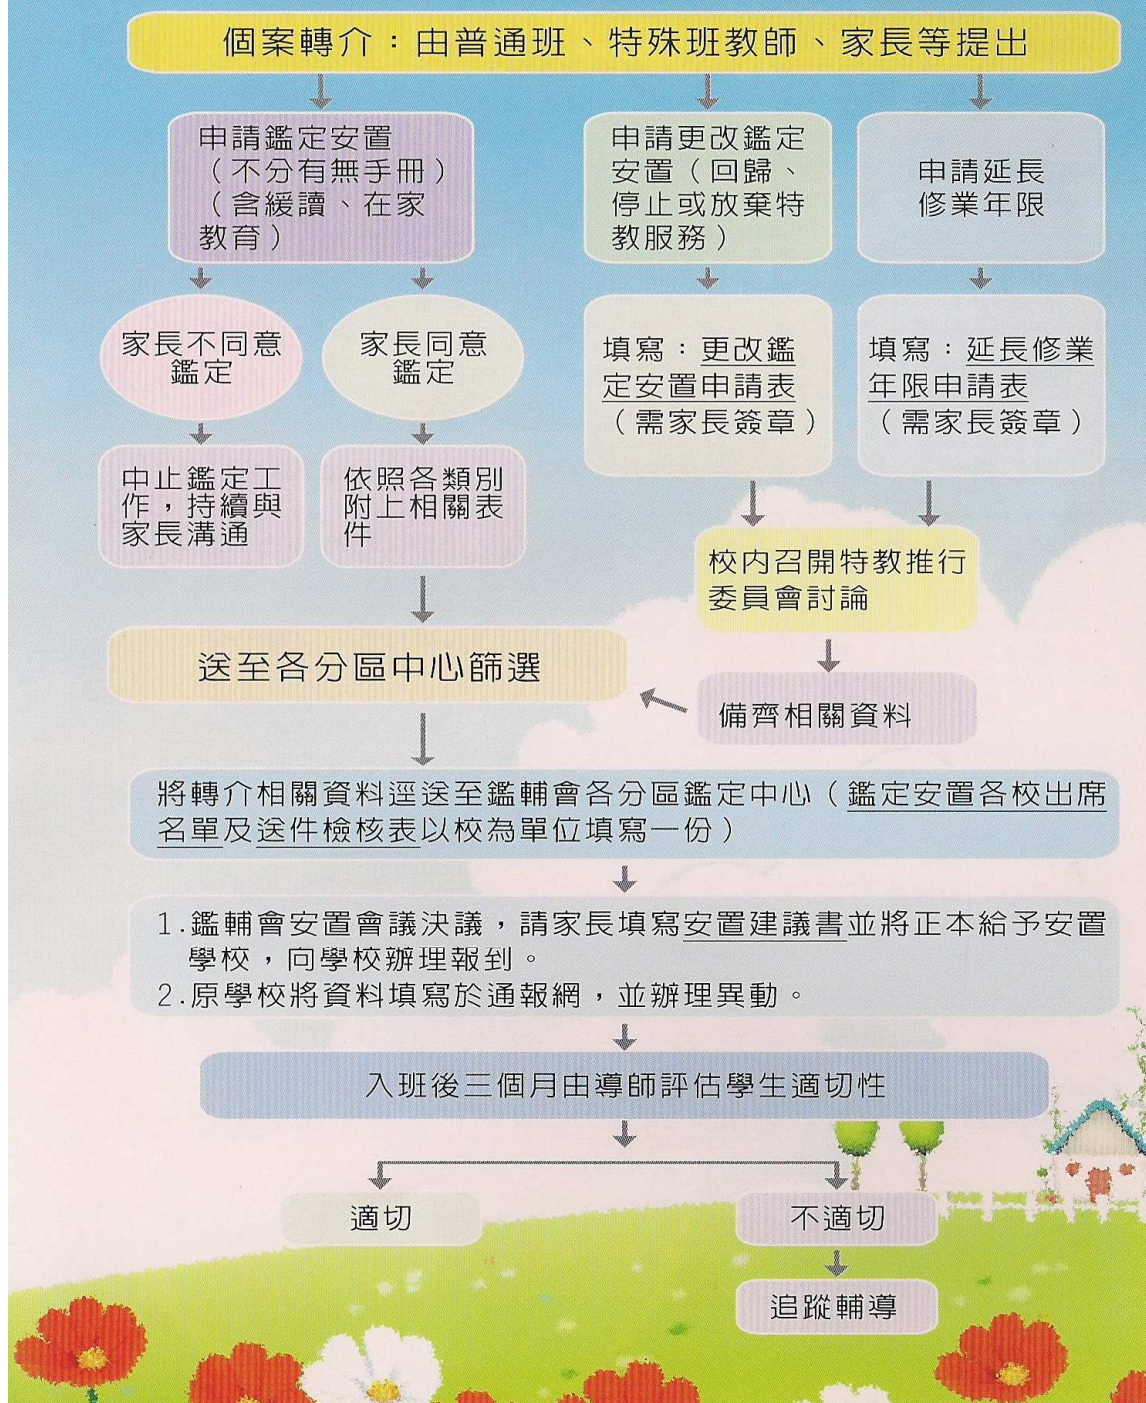 個案轉介：由普通班、特殊班教師、家長等提出
申請鑑定安置
（不分有無手冊）
（含緩讀、在家
教育）
申請更改鑑定
安置（回歸、
停止或放棄特
教服務）
申請延長
修業年限
家長不同意
鑑定
家長同意
鑑定
填寫：更改鑑
定安置申請表
（需家長簽章）
填寫：延長修業
年限申請表
（需家長簽章）
中止鑑定工
作，持續與
家長溝通
依照各類別
附上相關表
件
校內召開特教推行
委員會討論
送至各分區中心篩選
備齊相關資料
將轉介相關資料逕送至鑑輔會各分區鑑定中心（鑑定安置各校出席
名單及送件檢核表以校為單位填寫一份）
1.鑑輔會安置會議決議，請家長填寫安置建議書並將正本給予安置
學校，向學校辦理報到。
2.原學校將資料填寫於通報網，並辦理異動。
入班後三個月由導師評估學生適切性
適切
不適切
追蹤輔導